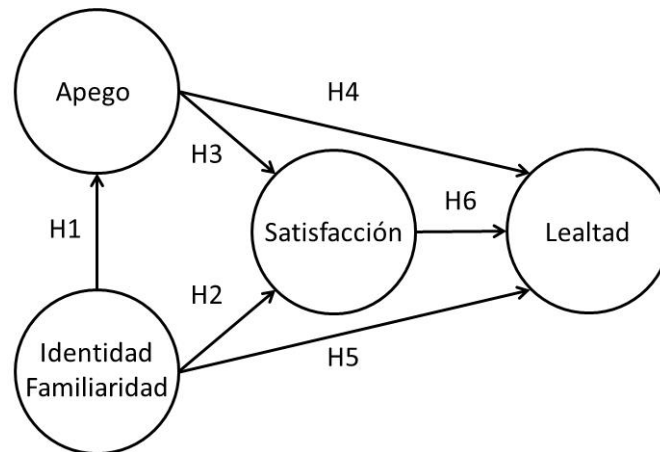 Apego
H4
H3
H6
Satisfacción
Lealtad
H1
H2
Identidad
Familiaridad
H5